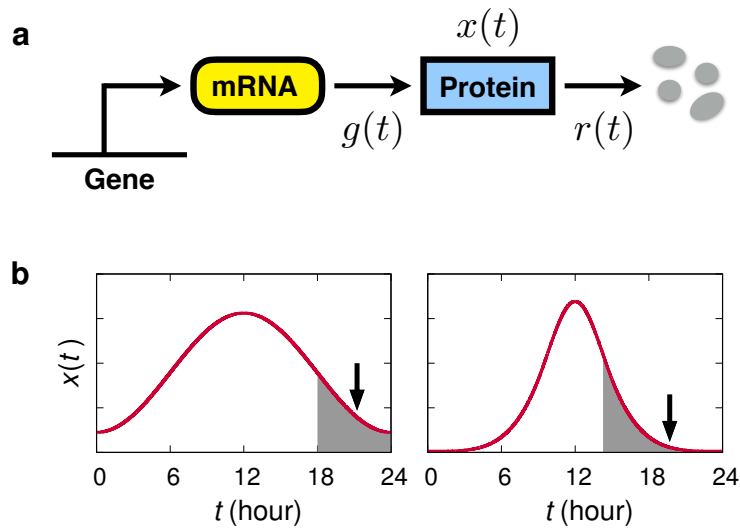 a
x(t)
mRNA
Protein
g(t)
r(t)
Gene
b
x(t)
0 6 12 18 24
t (hour)
0 6 12 18 24
t (hour)